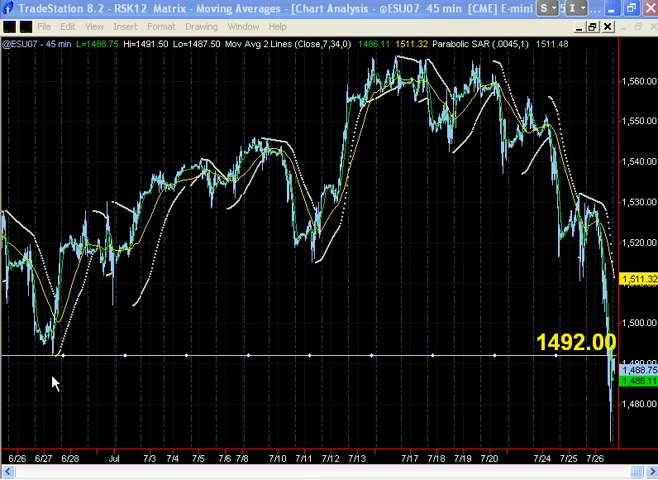 TradeStation 8.2 - RSK12 Matrix - Moving Averages - [Chart Analysis - @ESU07 45 min [CME] E-mini
S
I
File Edit View Insert Format Drawing Window Help
@ESU07 - 45 min L=1488.75 Hi=1491.50 Lo=1487.50 Mov Avg 2 Lines (Close,7,34,0) 1486.11 1511.32 Parabolic SAR (.0045,1) 1511.48
1,560.00
1,550.00
1,540.00
1,530.00
1,520.00
1,511.32
1,500.00
1492.00
1,488.75
1,486.11
1,480.00
6/26 6/27 6/28 Jul 7/3 7/4 7/5 7/6 7/8 7/10 7/11 7/12 7/13 7/17 7/18 7/19 7/20 7/24 7/25 7/26